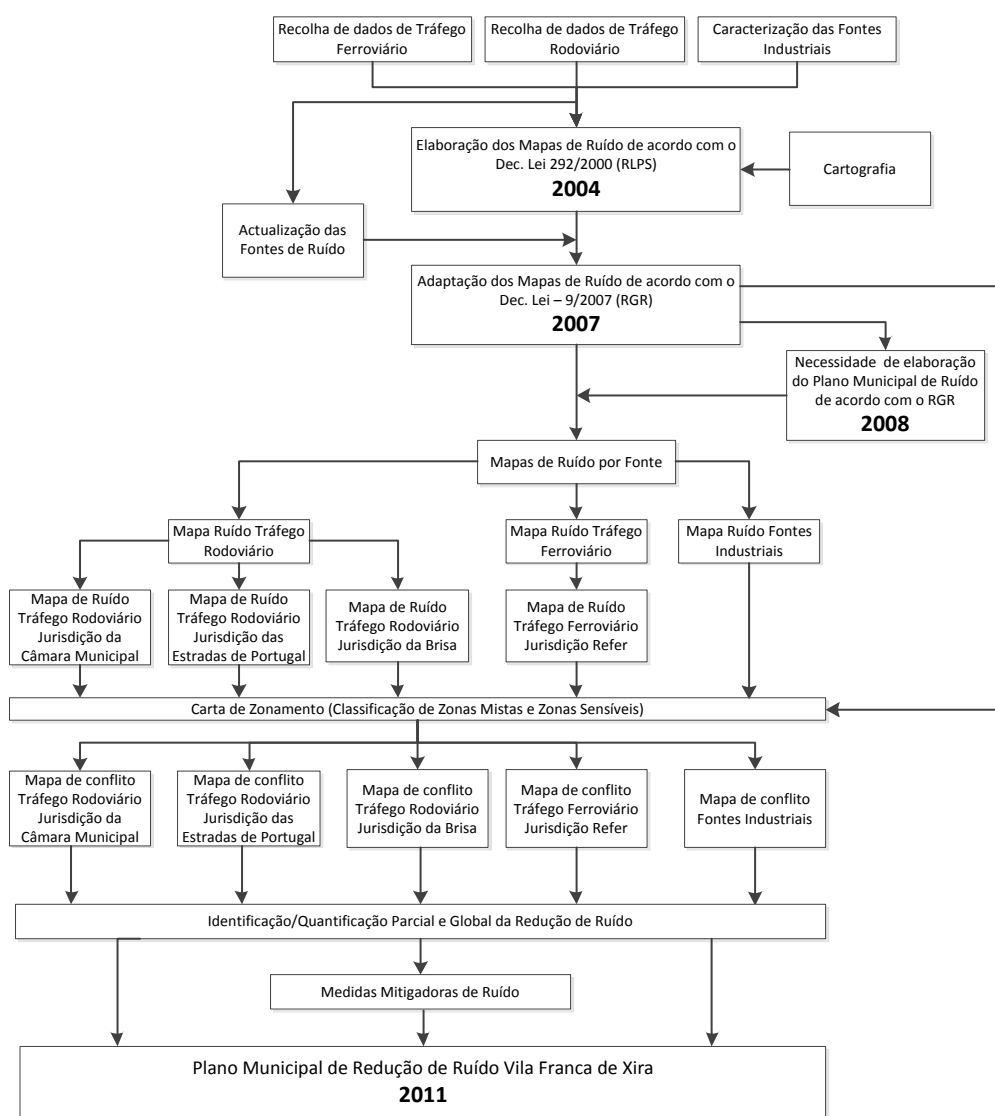 Recolha de dados de Tráfego
Ferroviário
Recolha de dados de Tráfego
Rodoviário
Caracterização das Fontes
Industriais
Elaboração dos Mapas de Ruído de acordo com o
Dec. Lei 292/2000 (RLPS)
2004
Cartografia
Actualização das
Fontes de Ruído
Adaptação dos Mapas de Ruído de acordo com o
Dec. Lei – 9/2007 (RGR)
2007
Necessidade de elaboração
do Plano Municipal de Ruído
de acordo com o RGR
2008
Mapas de Ruído por Fonte
Mapa Ruído Tráfego
Rodoviário
Mapa Ruído Tráfego
Ferroviário
Mapa Ruído Fontes
Industriais
Mapa de Ruído
Tráfego Rodoviário
Jurisdição da
Câmara Municipal
Mapa de Ruído
Tráfego Rodoviário
Jurisdição das
Estradas de Portugal
Mapa de Ruído
Tráfego Rodoviário
Jurisdição da Brisa
Mapa de Ruído
Tráfego Ferroviário
Jurisdição Refer
Carta de Zonamento (Classificação de Zonas Mistas e Zonas Sensíveis)
Mapa de conflito
Tráfego Rodoviário
Jurisdição da
Câmara Municipal
Mapa de conflito
Tráfego Rodoviário
Jurisdição das
Estradas de Portugal
Mapa de conflito
Tráfego Rodoviário
Jurisdição da Brisa
Mapa de conflito
Tráfego Ferroviário
Jurisdição Refer
Mapa de conflito
Fontes Industriais
Identificação/Quantificação Parcial e Global da Redução de Ruído
Medidas Mitigadoras de Ruído
Plano Municipal de Redução de Ruído Vila Franca de Xira
2011